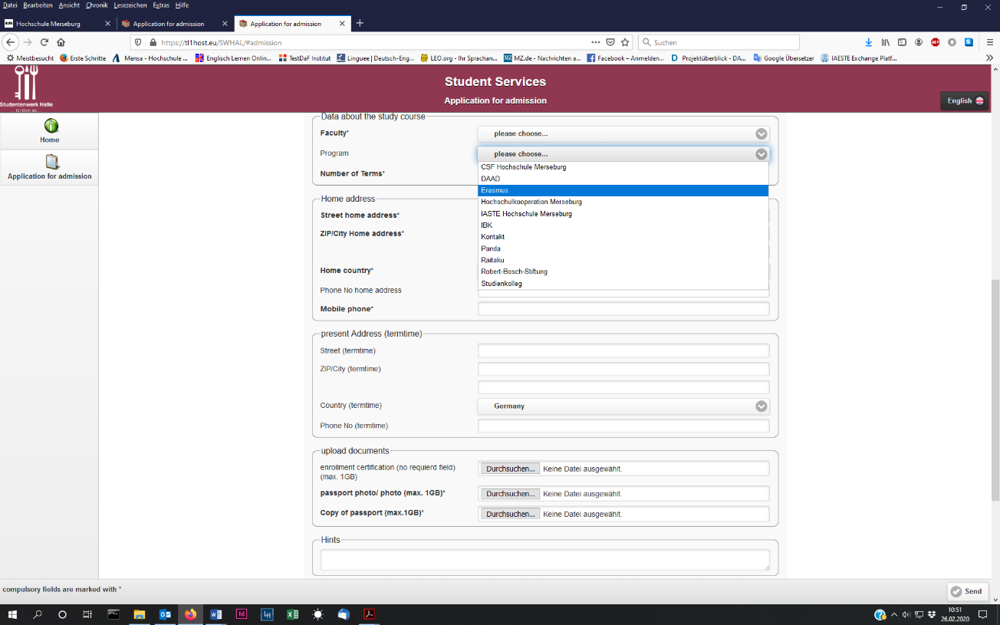 Datei Bearbeiten Ansicht Chronik Lesezeichen Extras Hilfe
Hochschule Merseburg
Application for admission
Application for admission
https://tl1host.eu/SWHAL/#admission
Suchen
Meistbesucht Erste Schritte Mensa - Hochschule ... Englisch Lernen Onlin... TestDaF Institut Linguee | Deutsch-Eng... LEO.org - Ihr Sprachan... MZ.de - Nachrichten a... Facebook – Anmelden... Projektüberblick - DA... Google Übersetzer IAESTE Exchange Platf...
Student Services
Application for admission
Studentenwerk Halle
... für Dich da ...
English
Home
Application for admission
Data about the study course
Faculty* please choose...
Program please choose...
Number of Terms*
CSF Hochschule Merseburg
DAAD
Erasmus
Hochschulkooperation Merseburg
IASTE Hochschule Merseburg
IBK
Kontakt
Panda
Raitaku
Robert-Bosch-Stiftung
Studienkolleg
Home address
Street home address*
ZIP/City Home address*
Home country*
Phone No home address
Mobile phone*
present Address (termtime)
Street (termtime)
ZIP/City (termtime)
Country (termtime) Germany
Phone No (termtime)
upload documents
enrollment certification (no requierd field)
(max. 1GB)
Durchsuchen... Keine Datei ausgewählt.
passport photo/ photo (max. 1GB)* Durchsuchen... Keine Datei ausgewählt.
Copy of passport (max.1GB)* Durchsuchen... Keine Datei ausgewählt.
Hints
compulsory fields are marked with *
Send
10:51
26.02.2020